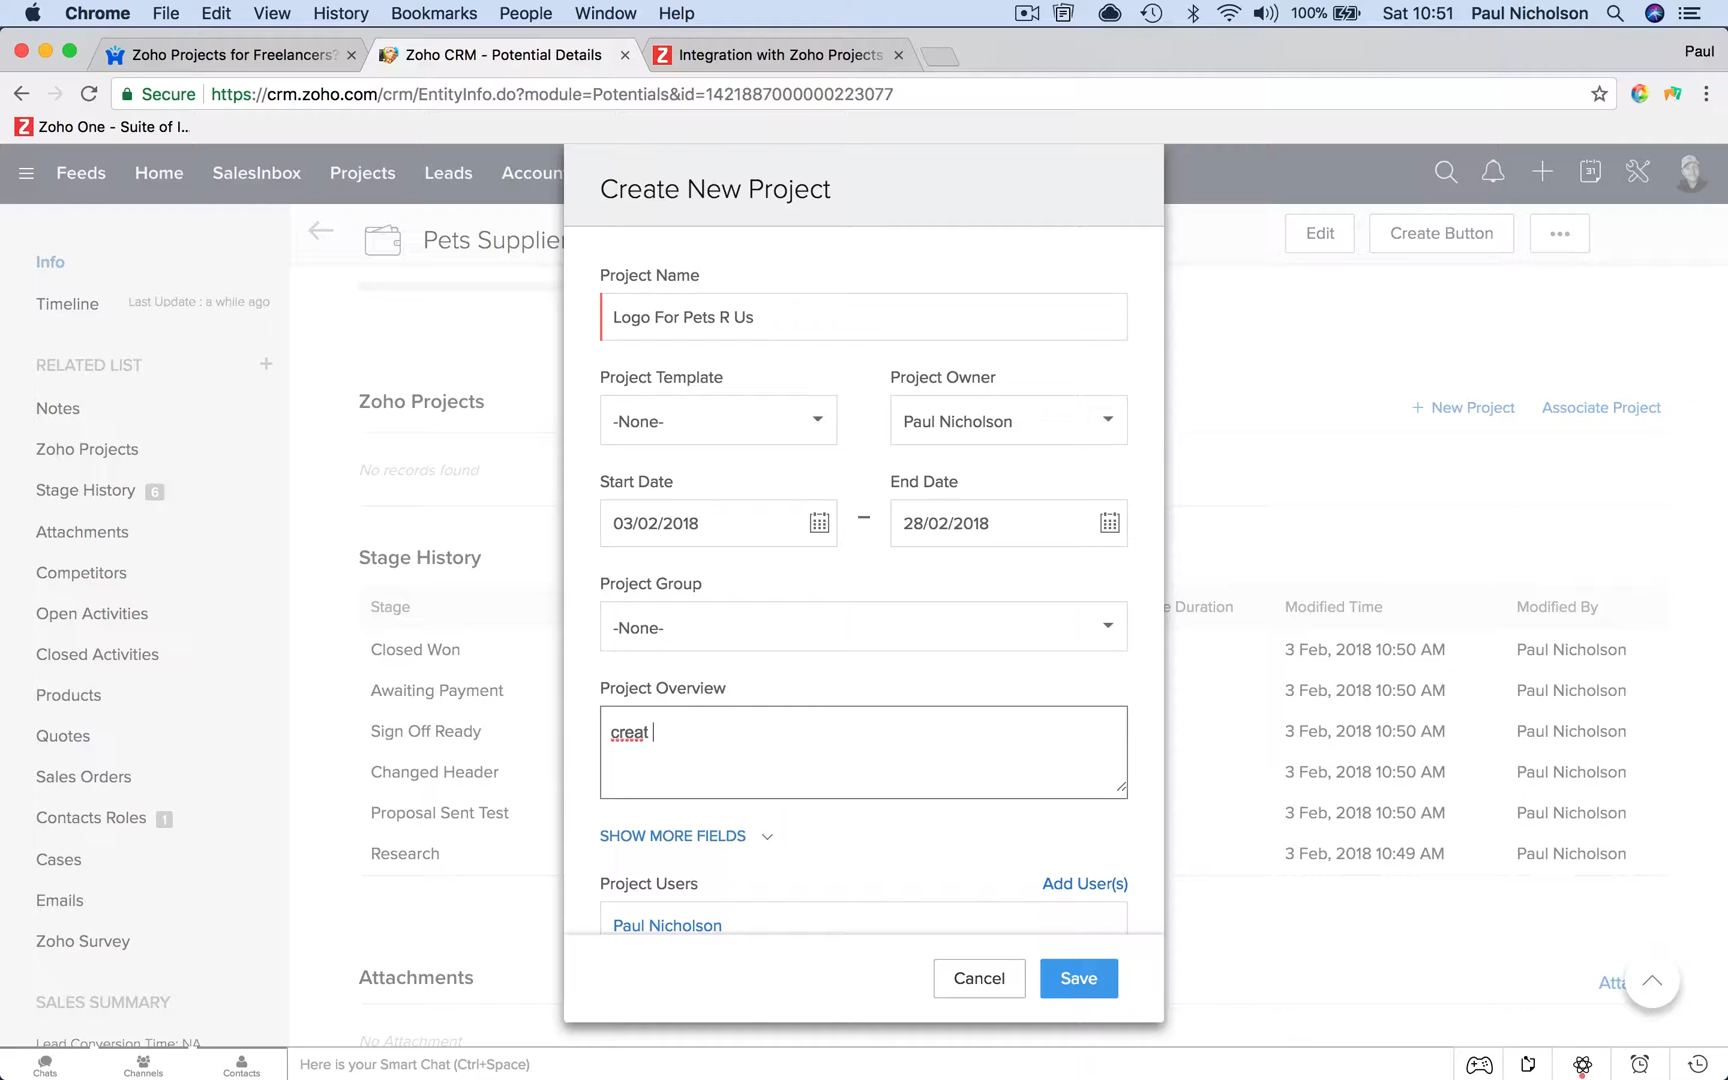 Chrome File Edit View History Bookmarks People Window Help 100% Sat 10:51 Paul Nicholson
Zoho Projects for Freelancers? Zoho CRM - Potential Details Integration with Zoho Projects Paul
Secure https://crm.zoho.com/crm/EntityInfo.do?module=Potentials&id=1421887000000223077
Zoho One - Suite of I...
Feeds Home SalesInbox Projects Leads Accoun
31
Create New Project
Pets Supplier
Edit Create Button
Info
Timeline Last Update : a while ago
RELATED LIST
Notes
Zoho Projects
Stage History 6
Attachments
Competitors
Open Activities
Closed Activities
Products
Quotes
Sales Orders
Contacts Roles 1
Cases
Emails
Zoho Survey
SALES SUMMARY
Lead Conversion Time: NA
Zoho Projects
+ New Project Associate Project
No records found
Stage History
Stage e Duration Modified Time Modified By
Closed Won 3 Feb, 2018 10:50 AM Paul Nicholson
Awaiting Payment 3 Feb, 2018 10:50 AM Paul Nicholson
Sign Off Ready 3 Feb, 2018 10:50 AM Paul Nicholson
Changed Header 3 Feb, 2018 10:50 AM Paul Nicholson
Proposal Sent Test 3 Feb, 2018 10:50 AM Paul Nicholson
Research 3 Feb, 2018 10:49 AM Paul Nicholson
Attachments
Atta
No Attachment
Project Name
Logo For Pets R Us
Project Template Project Owner
-None- Paul Nicholson
Start Date End Date
03/02/2018 – 28/02/2018
Project Group
-None-
Project Overview
creat
SHOW MORE FIELDS
Project Users Add User(s)
Paul Nicholson
Cancel Save
Chats Channels Contacts Here is your Smart Chat (Ctrl+Space)